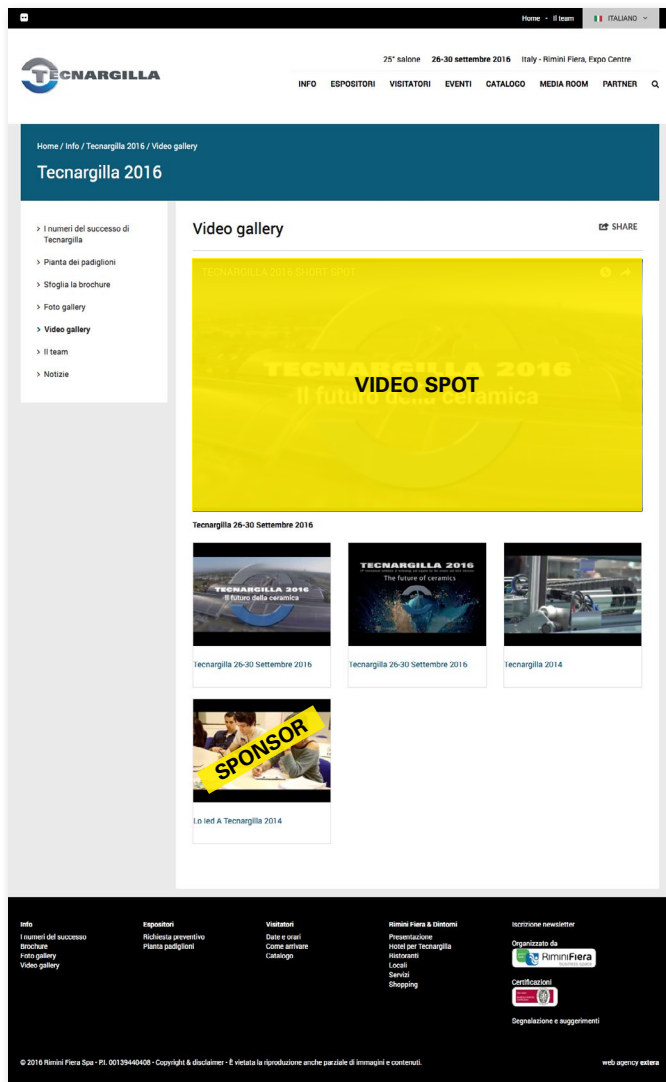 Home - Il team ITALIANO
TECNARGILLA
25° salone 26-30 settembre 2016 Italy - Rimini Fiera, Expo Centre
INFO ESPOSITORI VISITATORI EVENTI CATALOGO MEDIA ROOM PARTNER
Home / Info / Tecnargilla 2016 / Video gallery
Tecnargilla 2016
I numeri del successo di
Tecnargilla
Pianta dei padiglioni
Sfoglia la brochure
Foto gallery
Video gallery
Il team
Notizie
Video gallery
SHARE
TECNARGILLA 2016 SHORT SPOT
TECNARGILLA 2016
Il futuro della ceramica
VIDEO SPOT
Tecnargilla 26-30 Settembre 2016
TECNARGILLA 2016
Il futuro della ceramica
Tecnargilla 26-30 Settembre 2016
TECNARGILLA 2016
The future of ceramics
Tecnargilla 26-30 Settembre 2016
Tecnargilla 2014
SPONSOR
Lo Ied A Tecnargilla 2014
Info
I numeri del successo
Brochure
Foto gallery
Video gallery
Espositori
Richiesta preventivo
Pianta padiglioni
Visitatori
Date e orari
Come arrivare
Catalogo
Rimini Fiera & Dintorni
Presentazione
Hotel per Tecnargilla
Ristoranti
Locali
Servizi
Shopping
Iscrizione newsletter
Organizzato da
RiminiFiera
business space
Certificazioni
Segnalazione e suggerimenti
© 2016 Rimini Fiera Spa - P.I. 00139440408 - Copyright & disclaimer - È vietata la riproduzione anche parziale di immagini e contenuti.
web agency extera